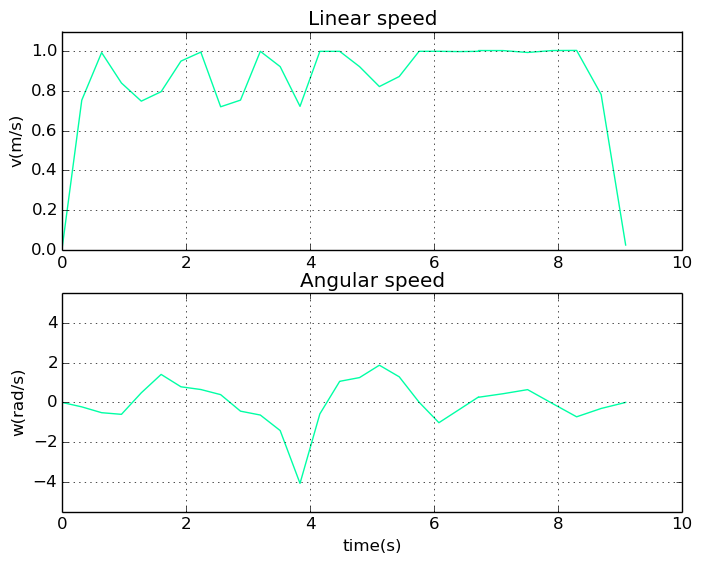 Linear speed
1.0
0.8
0.6
0.4
0.2
0.0
v(m/s)
0 2 4 6 8 10
Angular speed
4
2
0
−2
−4
w(rad/s)
0 2 4 6 8 10
time(s)